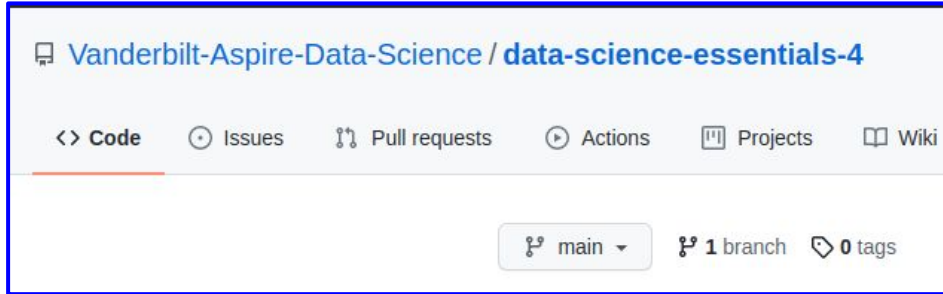 Vanderbilt-Aspire-Data-Science / data-science-essentials-4
<> Code Issues Pull requests Actions Projects Wiki
main 1 branch 0 tags